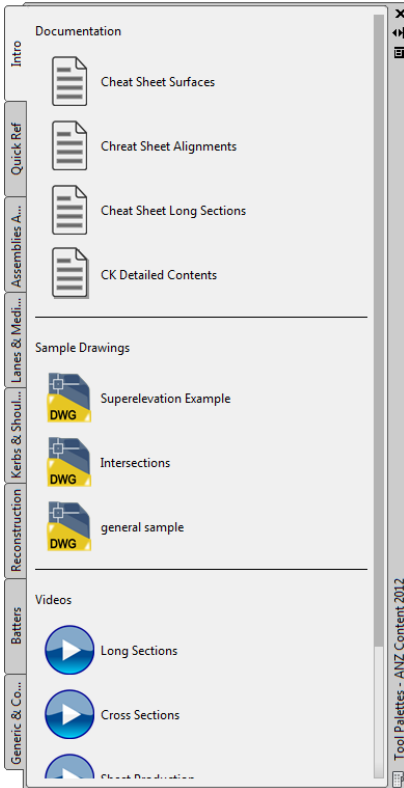 Intro
Quick Ref
Assemblies A...
Lanes & Medi...
Kerbs & Shoul...
Reconstruction
Batters
Generic & Co...
Documentation
Cheat Sheet Surfaces
Chreat Sheet Alignments
Cheat Sheet Long Sections
CK Detailed Contents
Sample Drawings
DWG
Superelevation Example
DWG
Intersections
DWG
general sample
Videos
Long Sections
Cross Sections
Sheet Production
Tool Palettes - ANZ Content 2012